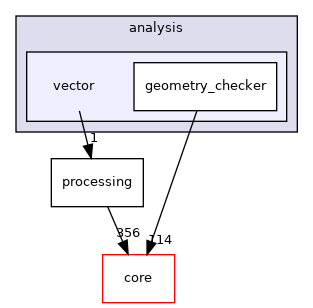 analysis
vector
geometry_checker
1
processing
356
114
core